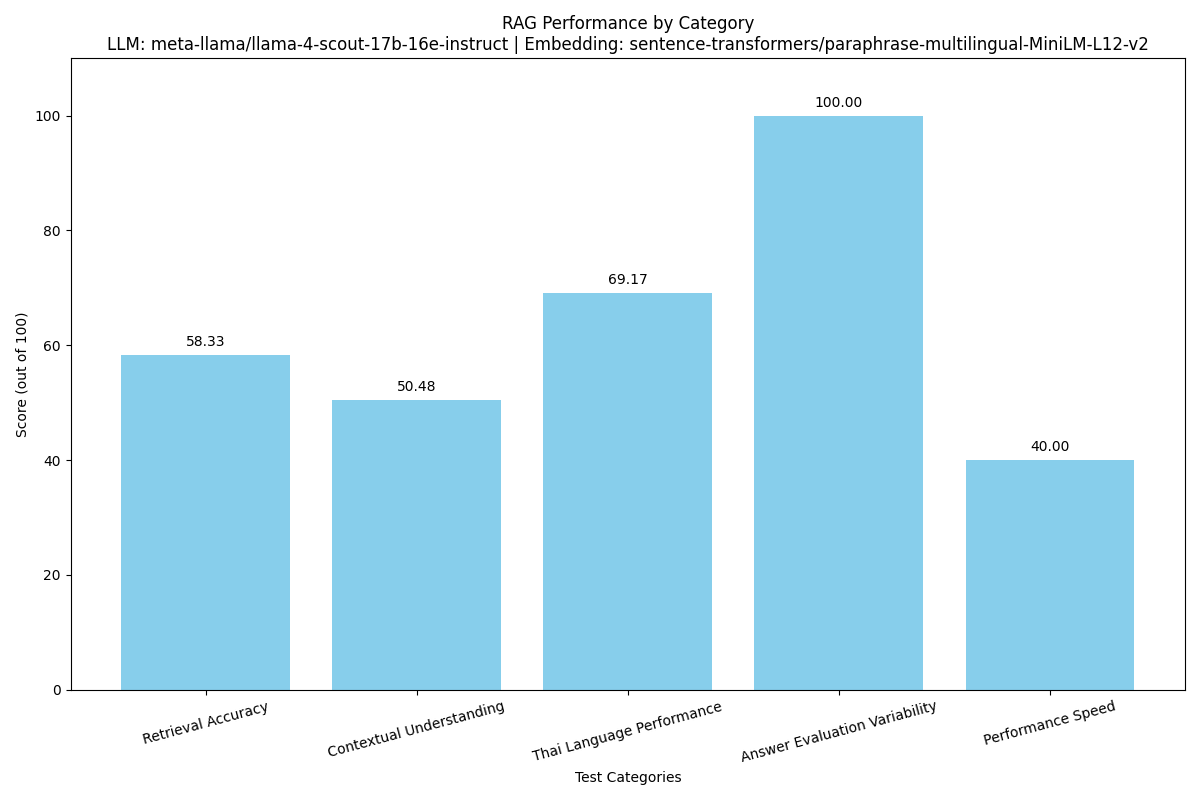 RAG Performance by Category
LLM: meta-llama/llama-4-scout-17b-16e-instruct | Embedding: sentence-transformers/paraphrase-multilingual-MiniLM-L12-v2
Score (out of 100)
100
80
60
40
20
0
58.33
50.48
69.17
100.00
40.00
Retrieval Accuracy
Contextual Understanding
Thai Language Performance
Answer Evaluation Variability
Performance Speed
Test Categories